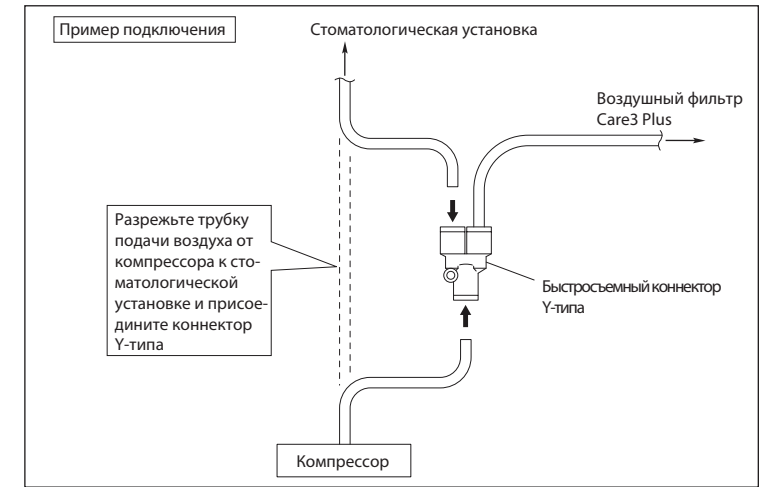 Пример подключения
Стоматологическая установка
Воздушный фильтр
Care3 Plus
Разрежьте трубку
подачи воздуха от
компрессора к сто-
матологической
установке и присое-
дините коннектор
Y-типа
Быстросъемный коннектор
Y-типа
Компрессор